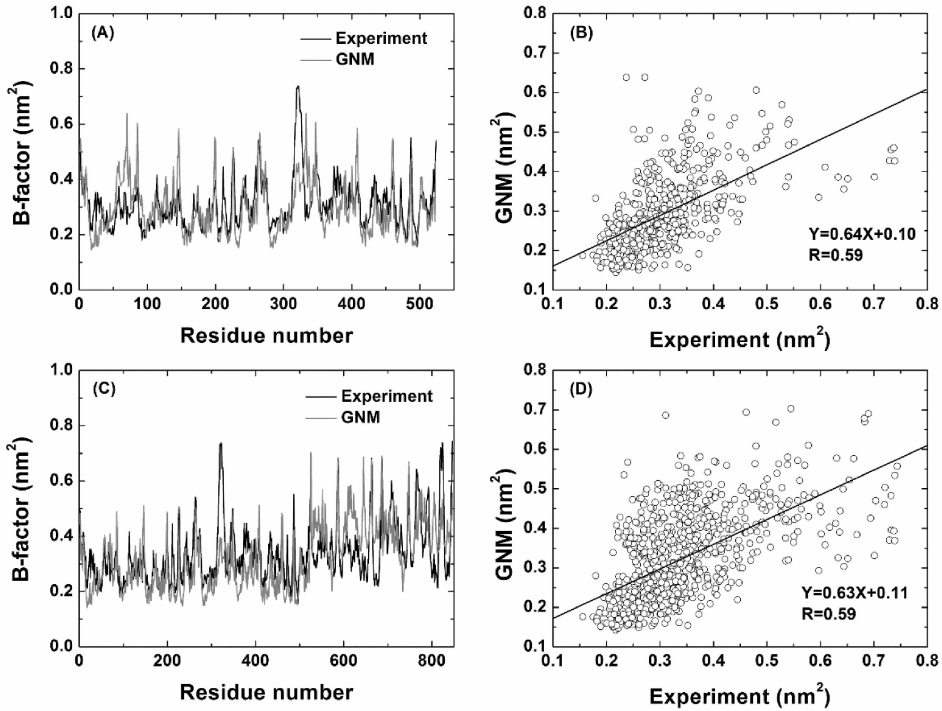 (A)
Experiment
GNM
B-factor (nm²)
1.0
0.8
0.6
0.4
0.2
0.0
0 100 200 300 400 500
Residue number
(B)
GNM (nm²)
0.8
0.7
0.6
0.5
0.4
0.3
0.2
0.1
Y=0.64X+0.10
R=0.59
0.1 0.2 0.3 0.4 0.5 0.6 0.7 0.8
Experiment (nm²)
(C)
Experiment
GNM
B-factor (nm²)
1.0
0.8
0.6
0.4
0.2
0.0
0 200 400 600 800
Residue number
(D)
GNM (nm²)
0.8
0.7
0.6
0.5
0.4
0.3
0.2
0.1
Y=0.63X+0.11
R=0.59
0.1 0.2 0.3 0.4 0.5 0.6 0.7 0.8
Experiment (nm²)